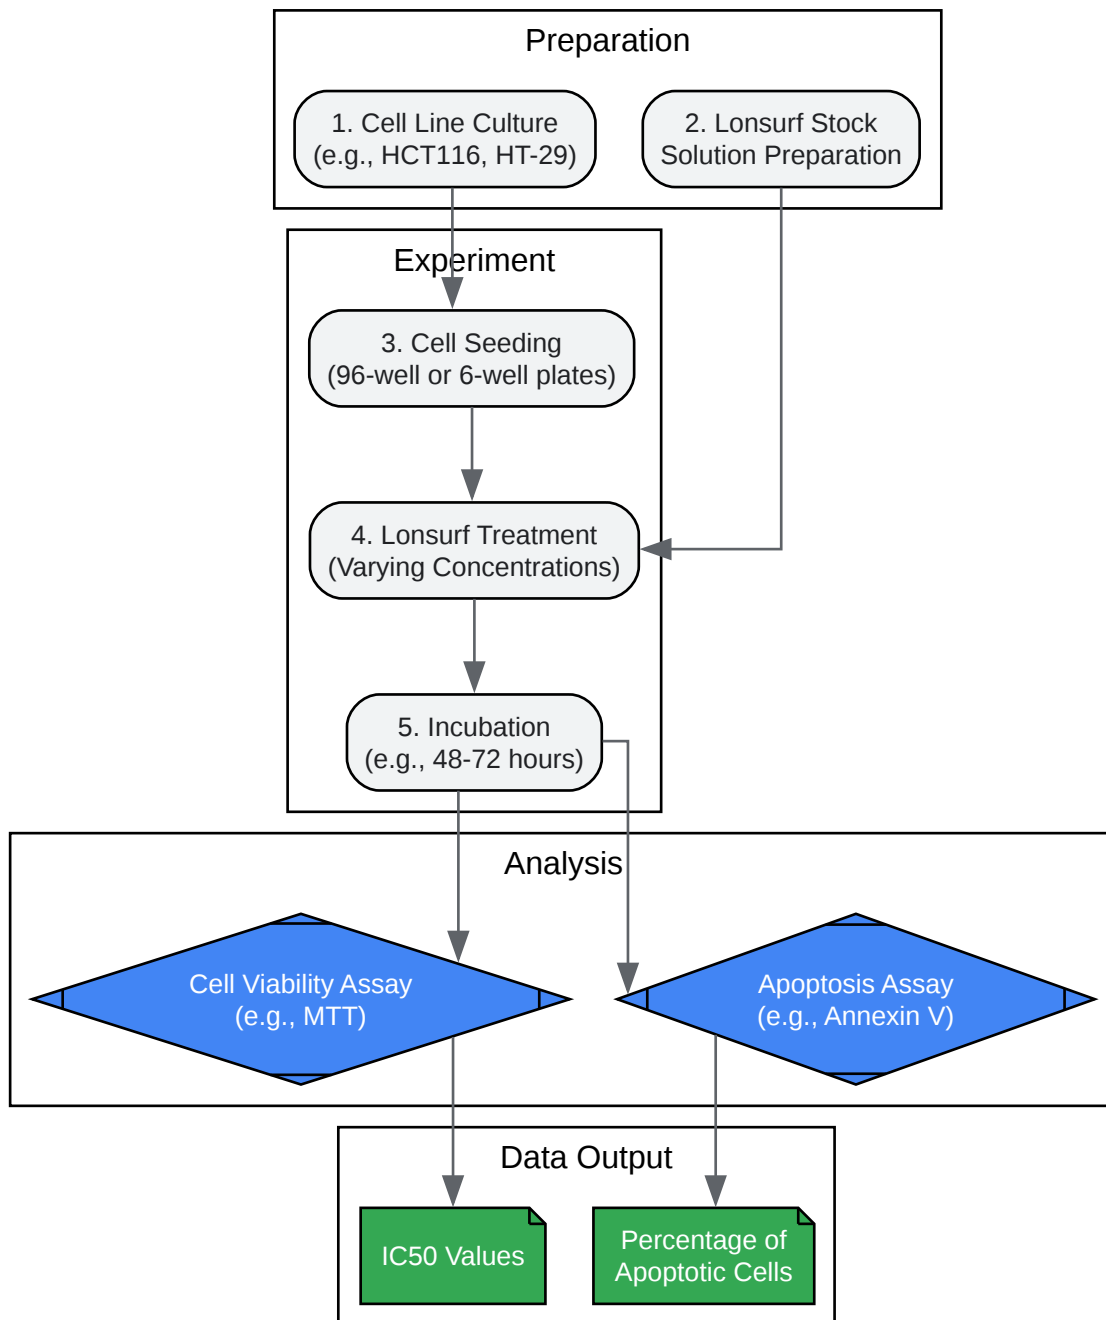 Preparation
1. Cell Line Culture
(e.g., HCT116, HT-29)
2. Lonsurf Stock
Solution Preparation
Experiment
3. Cell Seeding
(96-well or 6-well plates)
4. Lonsurf Treatment
(Varying Concentrations)
5. Incubation
(e.g., 48-72 hours)
Analysis
Cell Viability Assay
(e.g., MTT)
Apoptosis Assay
(e.g., Annexin V)
Data Output
IC50 Values
Percentage of
Apoptotic Cells